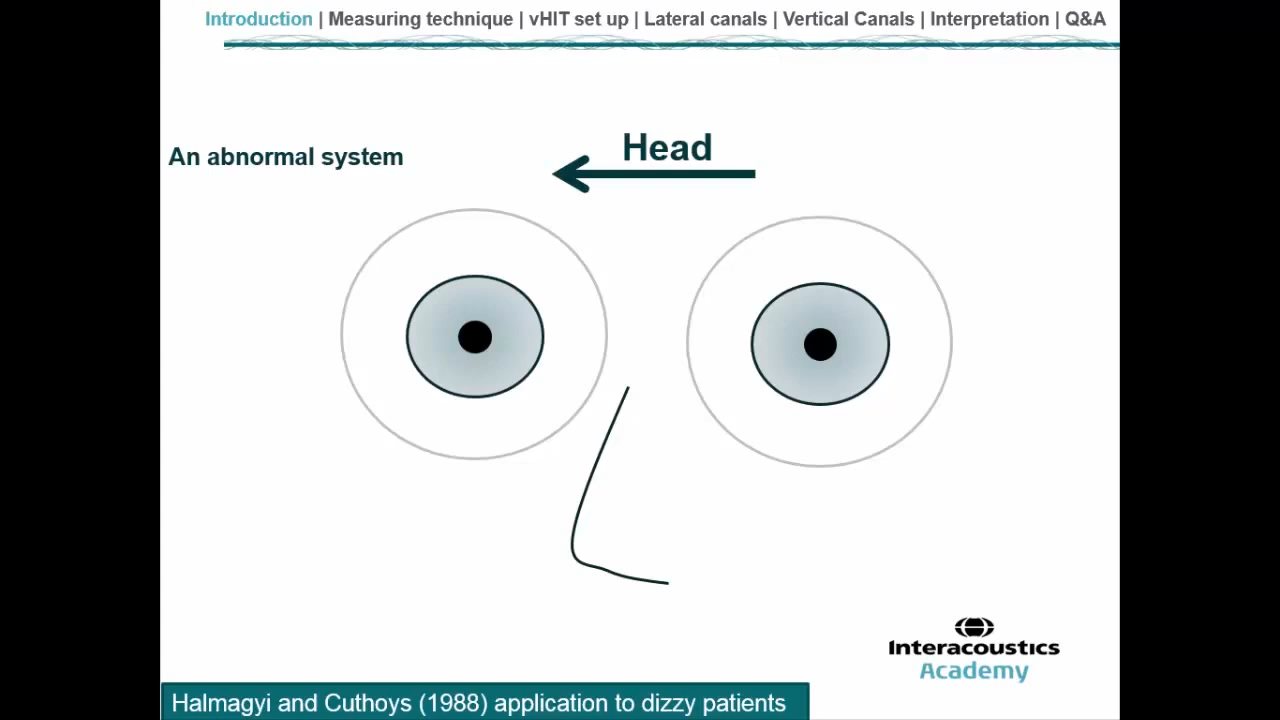 Introduction | Measuring technique | vHIT set up | Lateral canals | Vertical Canals | Interpretation | Q&A
Head
An abnormal system
Interacoustics
Academy
Halmagyi and Cuthoys (1988) application to dizzy patients